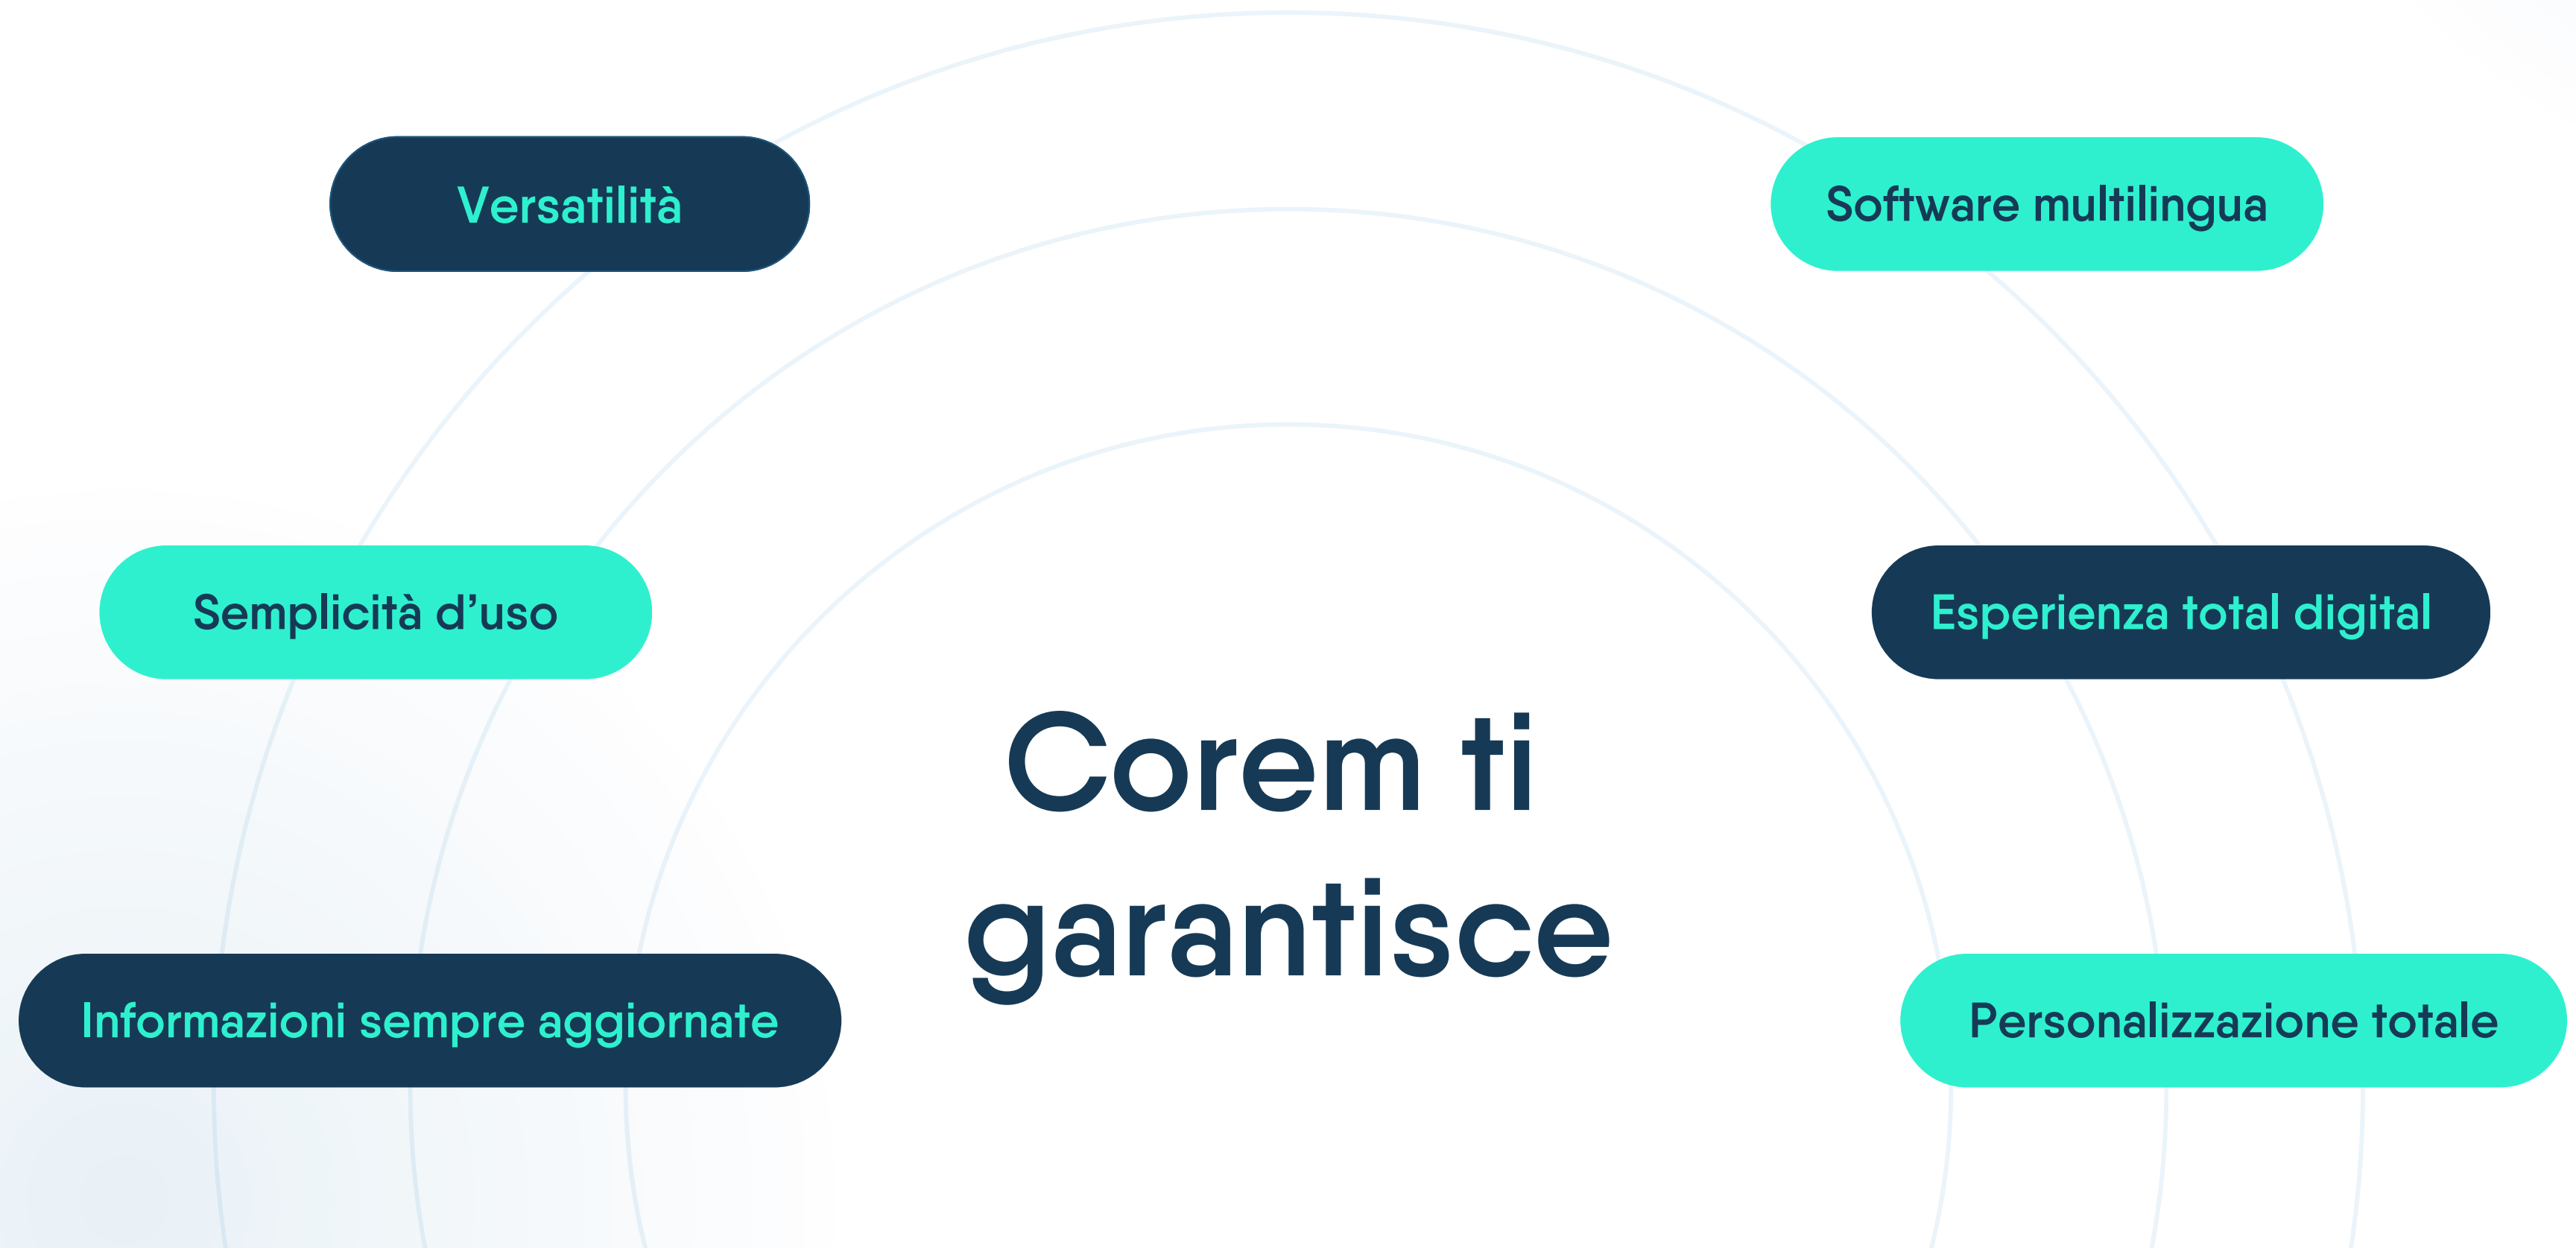 Versatilità
Software multilingua
Semplicità d’uso
Esperienza total digital
Corem ti
garantisce
Informazioni sempre aggiornate
Personalizzazione totale